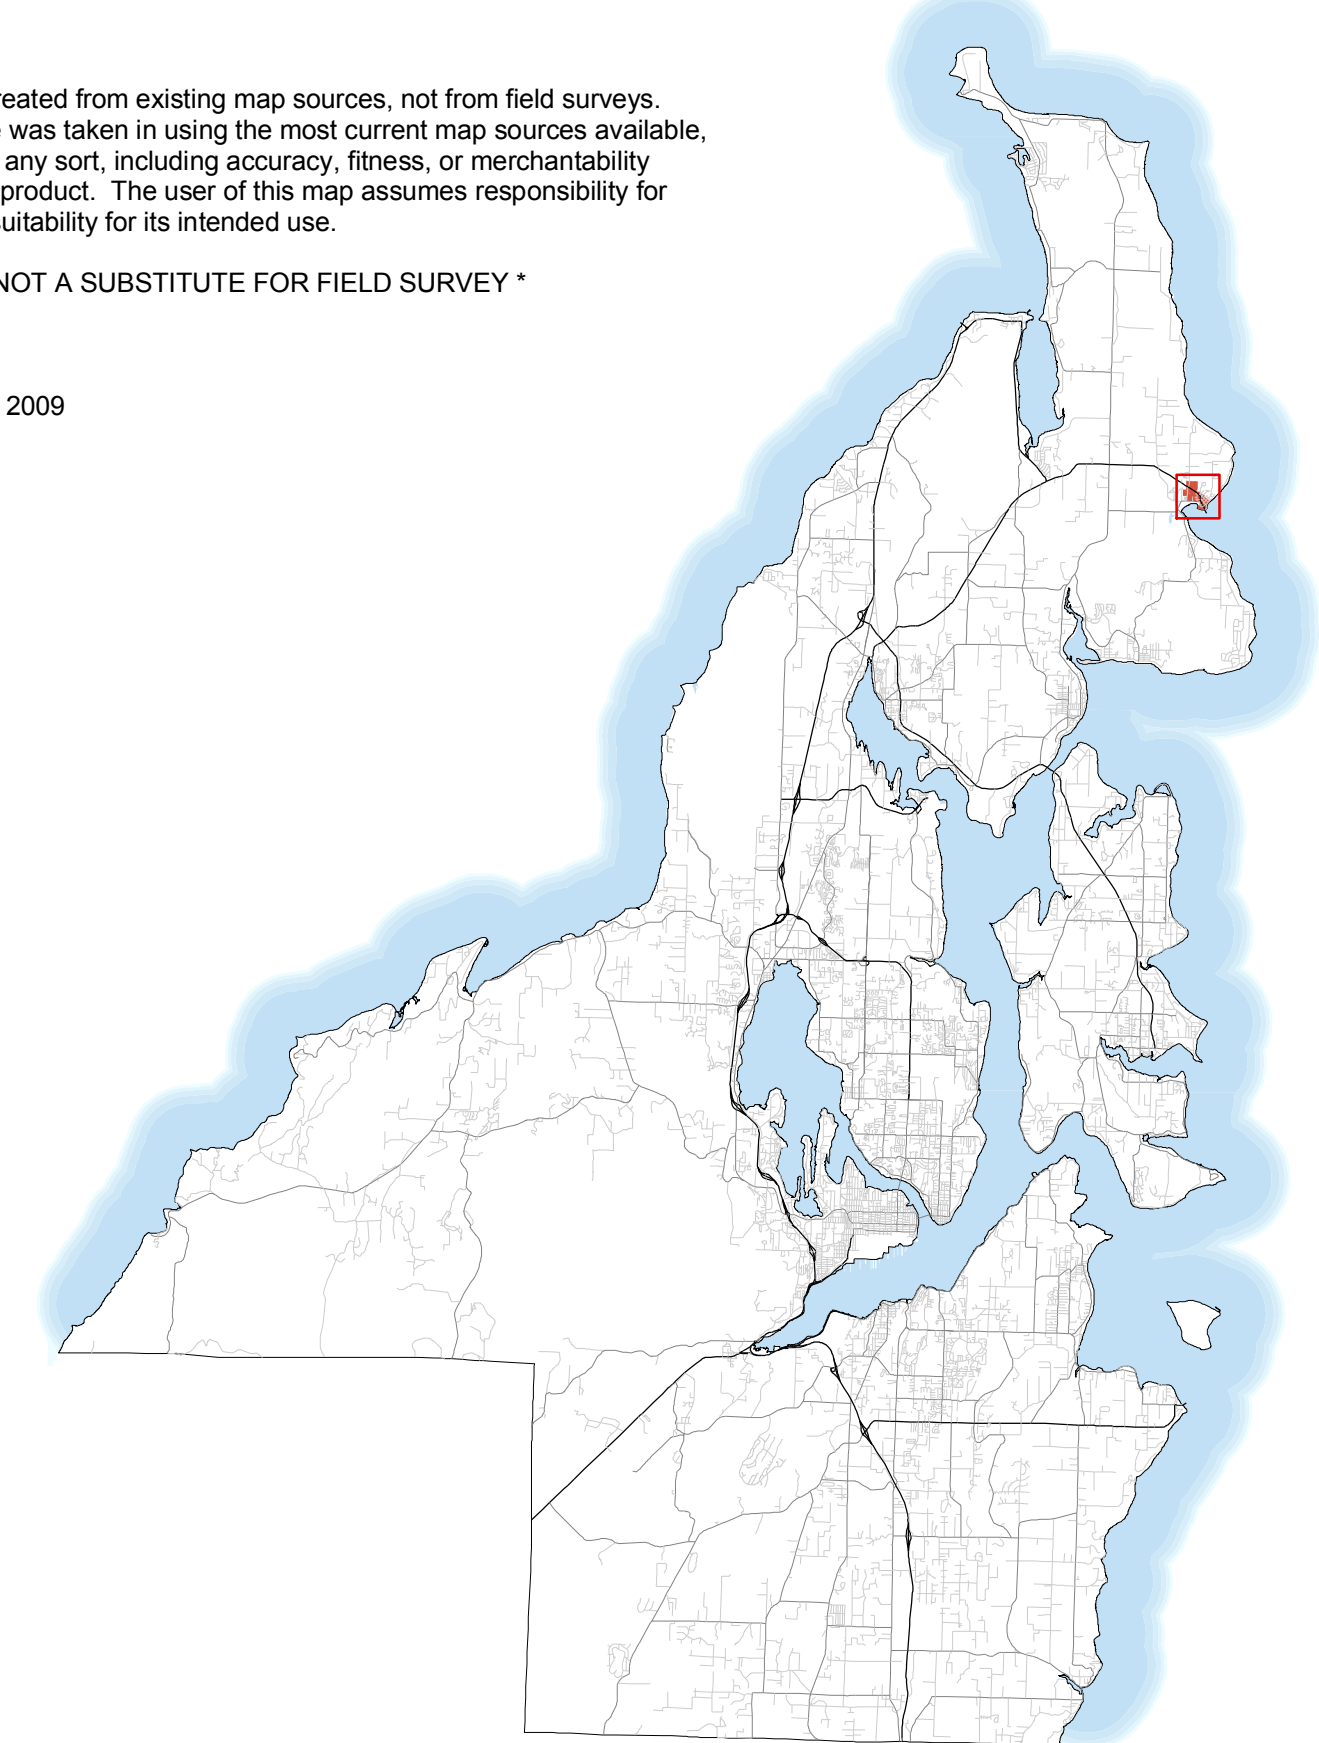 reated from existing map sources, not from field surveys.
e was taken in using the most current map sources available,
any sort, including accuracy, fitness, or merchantability
product.  The user of this map assumes responsibility for
suitability for its intended use.
NOT A SUBSTITUTE FOR FIELD SURVEY *
2009